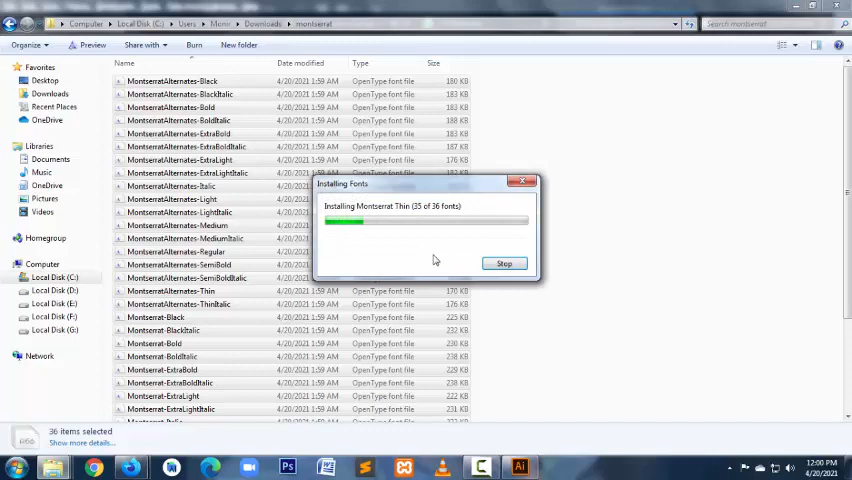 Computer
Local Disk (C:)
Users
Momi
Downloads
montserrat
Search montserrat
Organize
Preview
Share with
Burn
New folder
Name
Date modified
Type
Size
Favorites
Desktop
Downloads
Recent Places
OneDrive
Libraries
Documents
Music
OneDrive
Pictures
Videos
Homegroup
Computer
Local Disk (C:)
Local Disk (D:)
Local Disk (E:)
Local Disk (F:)
Local Disk (G:)
Network
MontserratAlternates-Black 4/20/2021 1:59 AM OpenType font file 180 KB
MontserratAlternates-BlackItalic 4/20/2021 1:59 AM OpenType font file 183 KB
MontserratAlternates-Bold 4/20/2021 1:59 AM OpenType font file 183 KB
MontserratAlternates-BoldItalic 4/20/2021 1:59 AM OpenType font file 188 KB
MontserratAlternates-ExtraBold 4/20/2021 1:59 AM OpenType font file 183 KB
MontserratAlternates-ExtraBoldItalic 4/20/2021 1:59 AM OpenType font file 187 KB
MontserratAlternates-ExtraLight 4/20/2021 1:59 AM OpenType font file 176 KB
MontserratAlternates-ExtraLightItalic 4/20/2021 1:59 AM OpenType font file 182 KB
MontserratAlternates-Italic
MontserratAlternates-Light
MontserratAlternates-LightItalic
MontserratAlternates-Medium
MontserratAlternates-MediumItalic
MontserratAlternates-Regular
MontserratAlternates-SemiBold
MontserratAlternates-SemiBoldItalic
MontserratAlternates-Thin 4/20/2021 1:59 AM OpenType font file 170 KB
MontserratAlternates-ThinItalic 4/20/2021 1:59 AM OpenType font file 176 KB
Montserrat-Black 4/20/2021 1:59 AM OpenType font file 225 KB
Montserrat-BlackItalic 4/20/2021 1:59 AM OpenType font file 232 KB
Montserrat-Bold 4/20/2021 1:59 AM OpenType font file 230 KB
Montserrat-BoldItalic 4/20/2021 1:59 AM OpenType font file 238 KB
Montserrat-ExtraBold 4/20/2021 1:59 AM OpenType font file 229 KB
Montserrat-ExtraBoldItalic 4/20/2021 1:59 AM OpenType font file 238 KB
Montserrat-ExtraLight 4/20/2021 1:59 AM OpenType font file 222 KB
Montserrat-ExtraLightItalic 4/20/2021 1:59 AM OpenType font file 231 KB
Installing Fonts
Installing Montserrat Thin (35 of 36 fonts)
Stop
36 items selected
Show more details...
Ps
Ai
12:00 PM
4/20/2021